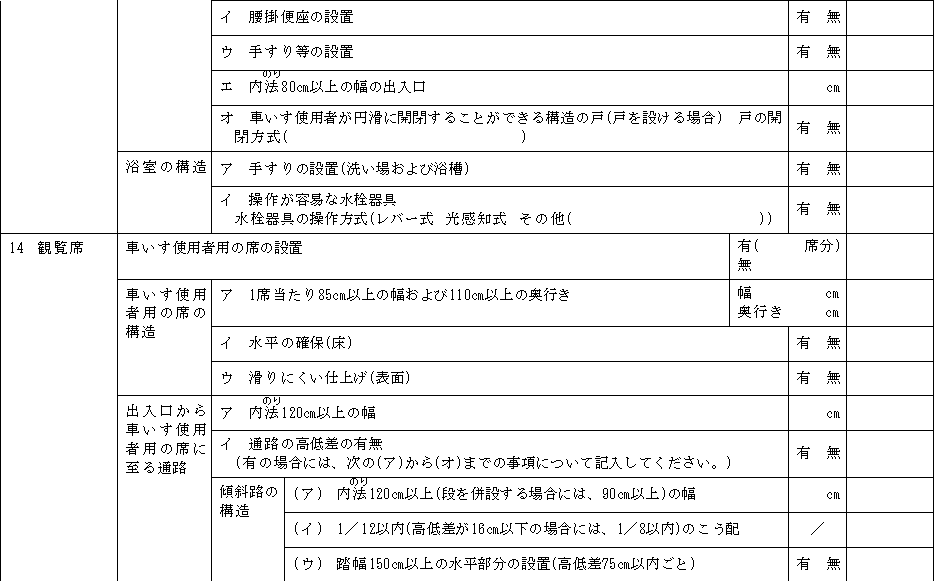 イ　腰掛便座の設置　有　無
ウ　手すり等の設置　有　無
エ　内法80cm以上の幅の出入口　cm
のり
オ　車いす使用者が円滑に開閉することができる構造の戸(戸を設ける場合)　戸の開
閉方式(　　　　　　　　　　)　有　無
浴室の構造　ア　手すりの設置(洗い場および浴槽)　有　無
イ　操作が容易な水栓器具
水栓器具の操作方式(レバー式　光感知式　その他(　　　　　　　　))　有　無
14　観覧席　車いす使用者用の席の設置　有(　　　席分)
無
車いす使用
者用の席の
構造
ア　1席当たり85cm以上の幅および110cm以上の奥行き
幅　　　　cm
奥行き　　cm
イ　水平の確保(床)　有　無
ウ　滑りにくい仕上げ(表面)　有　無
出入口から
車いす使用
者用の席に
至る通路
のり
ア　内法120cm以上の幅　cm
イ　通路の高低差の有無
(有の場合には、次の(ア)から(オ)までの事項について記入してください。)　有　無
傾斜路の
構造
のり
(ア)　内法120cm以上(段を併設する場合には、90cm以上)の幅　cm
(イ)　1／12以内(高低差が16cm以下の場合には、1／8以内)のこう配　／
(ウ)　踏幅150cm以上の水平部分の設置(高低差75cm以内ごと)　有　無